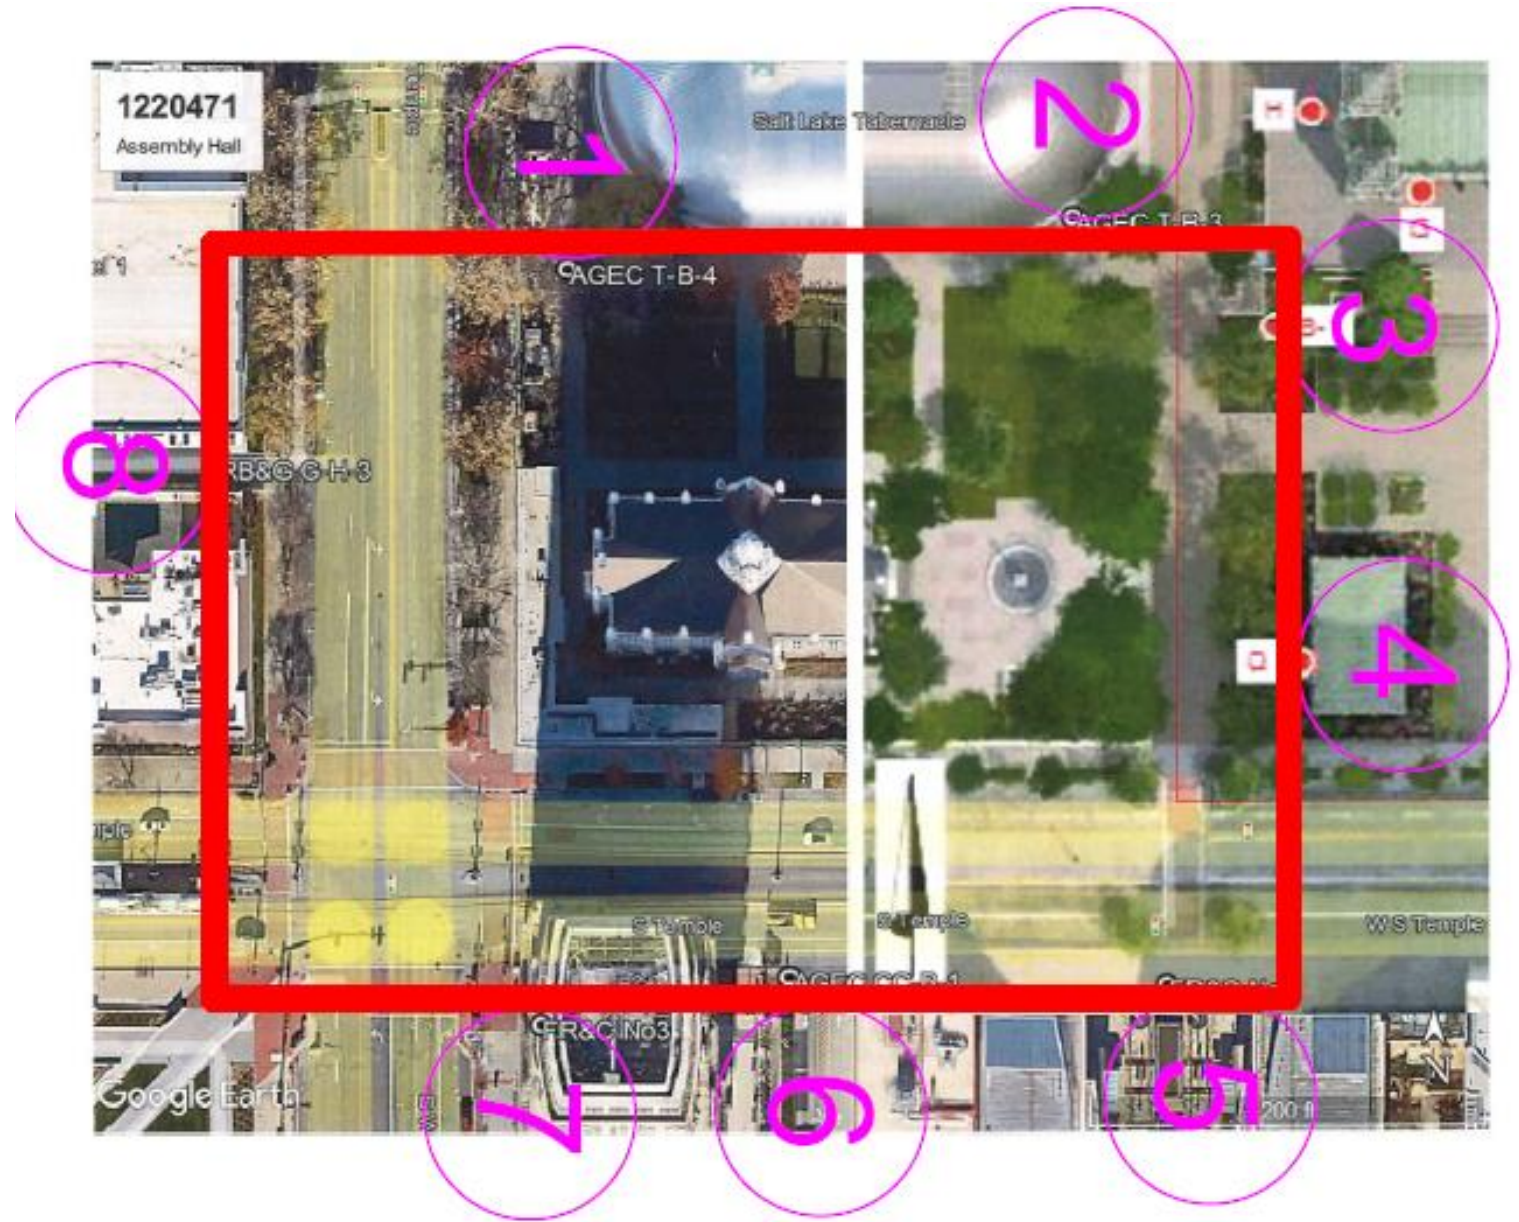 1220471
Assembly Hall
1
2
Salt Lake Tabernacle
AGEC T-B-3
AGEC T-B-4
3
8
RB&G G-H-3
4
S Temple
S Temple
W S Temple
FR&C No3
7
6
5
Google Earth
200 ft
N